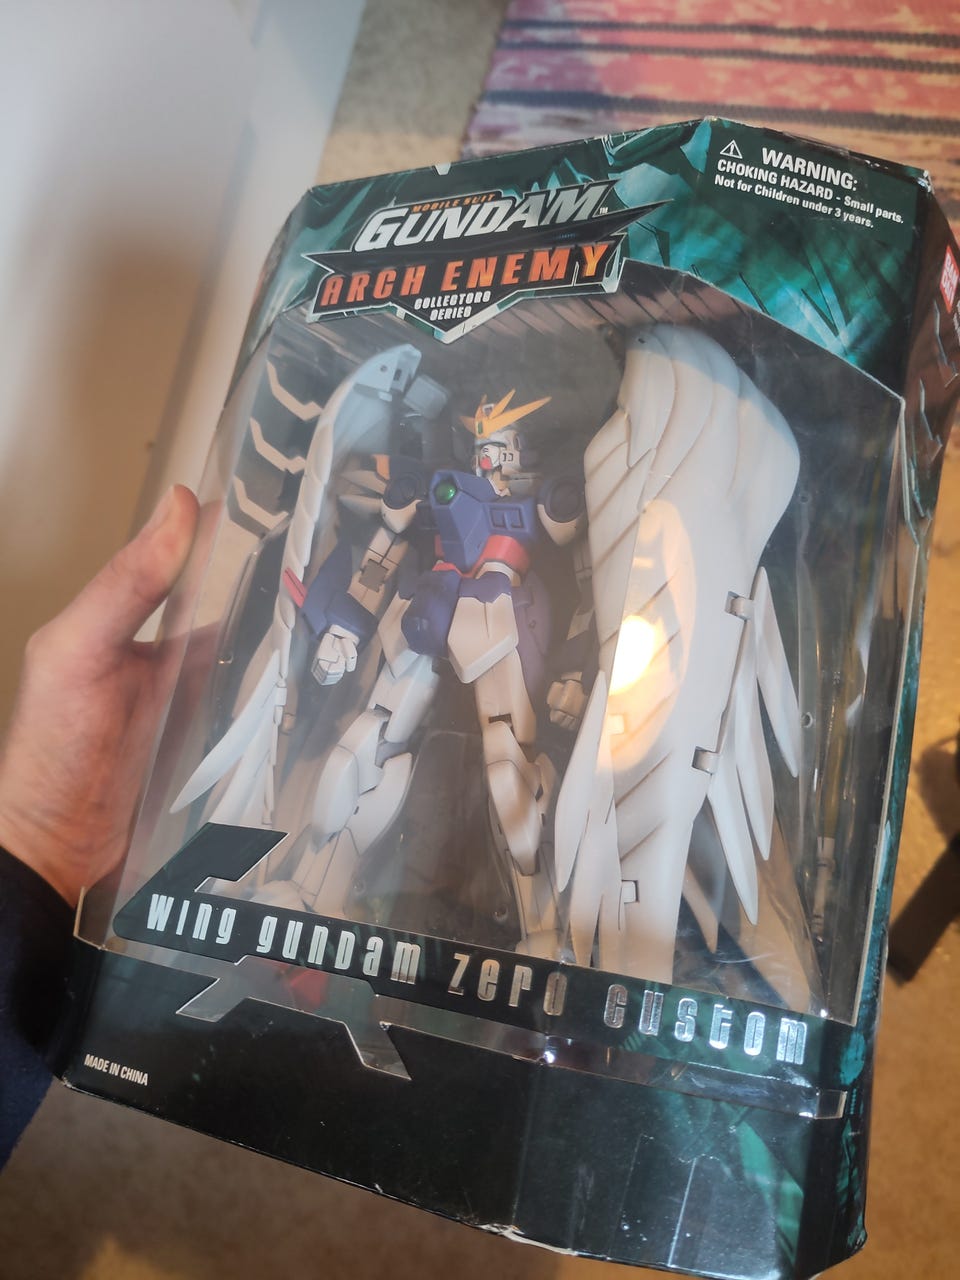 MOBILE SUIT
GUNDAM™
ARCH ENEMY
COLLECTORS
SERIES
⚠ WARNING:
CHOKING HAZARD - Small parts.
Not for Children under 3 years.
wing gundam zero custom
MADE IN CHINA